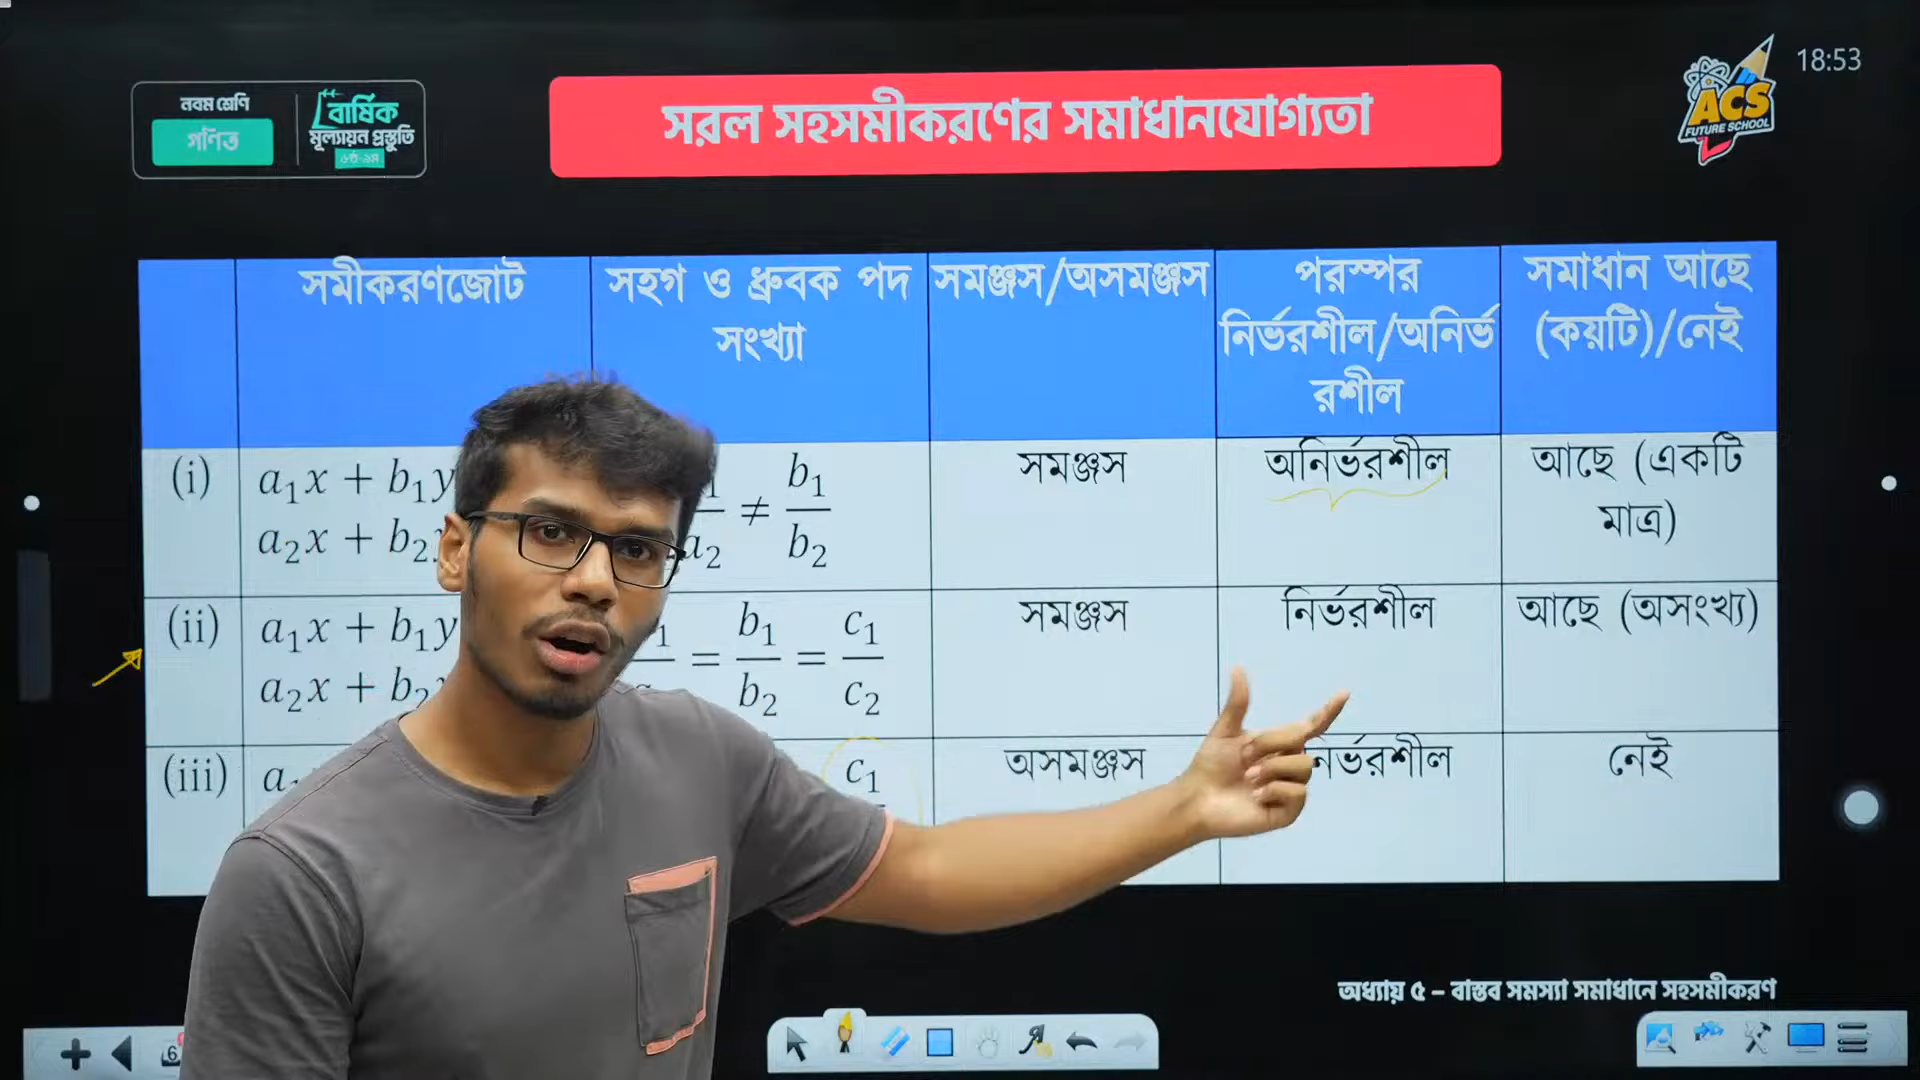 নবম শ্রেণি
গণিত
বার্ষিক
মূল্যায়ন প্রস্তুতি
৬ষ্ঠ-৯ম
সরল সহসমীকরণের সমাধানযোগ্যতা
ACS
FUTURE SCHOOL
18:53
সমীকরণজোট
সহগ ও ধ্রুবক পদ
সংখ্যা
সমঞ্জস/অসমঞ্জস
পরস্পর
নির্ভরশীল/অনির্ভ
রশীল
সমাধান আছে
(কয়টি)/নেই
(i)
a₁x + b₁y
a₂x + b₂
a₂ ≠ b₁/b₂
সমঞ্জস
অনির্ভরশীল
আছে (একটি
মাত্র)
(ii)
a₁x + b₁y
a₂x + b₂
= b₁/b₂ = c₁/c₂
সমঞ্জস
নির্ভরশীল
আছে (অসংখ্য)
(iii)
c₁
অসমঞ্জস
নেই
অধ্যায় ৫ – বাস্তব সমস্যা সমাধানে সহসমীকরণ
6